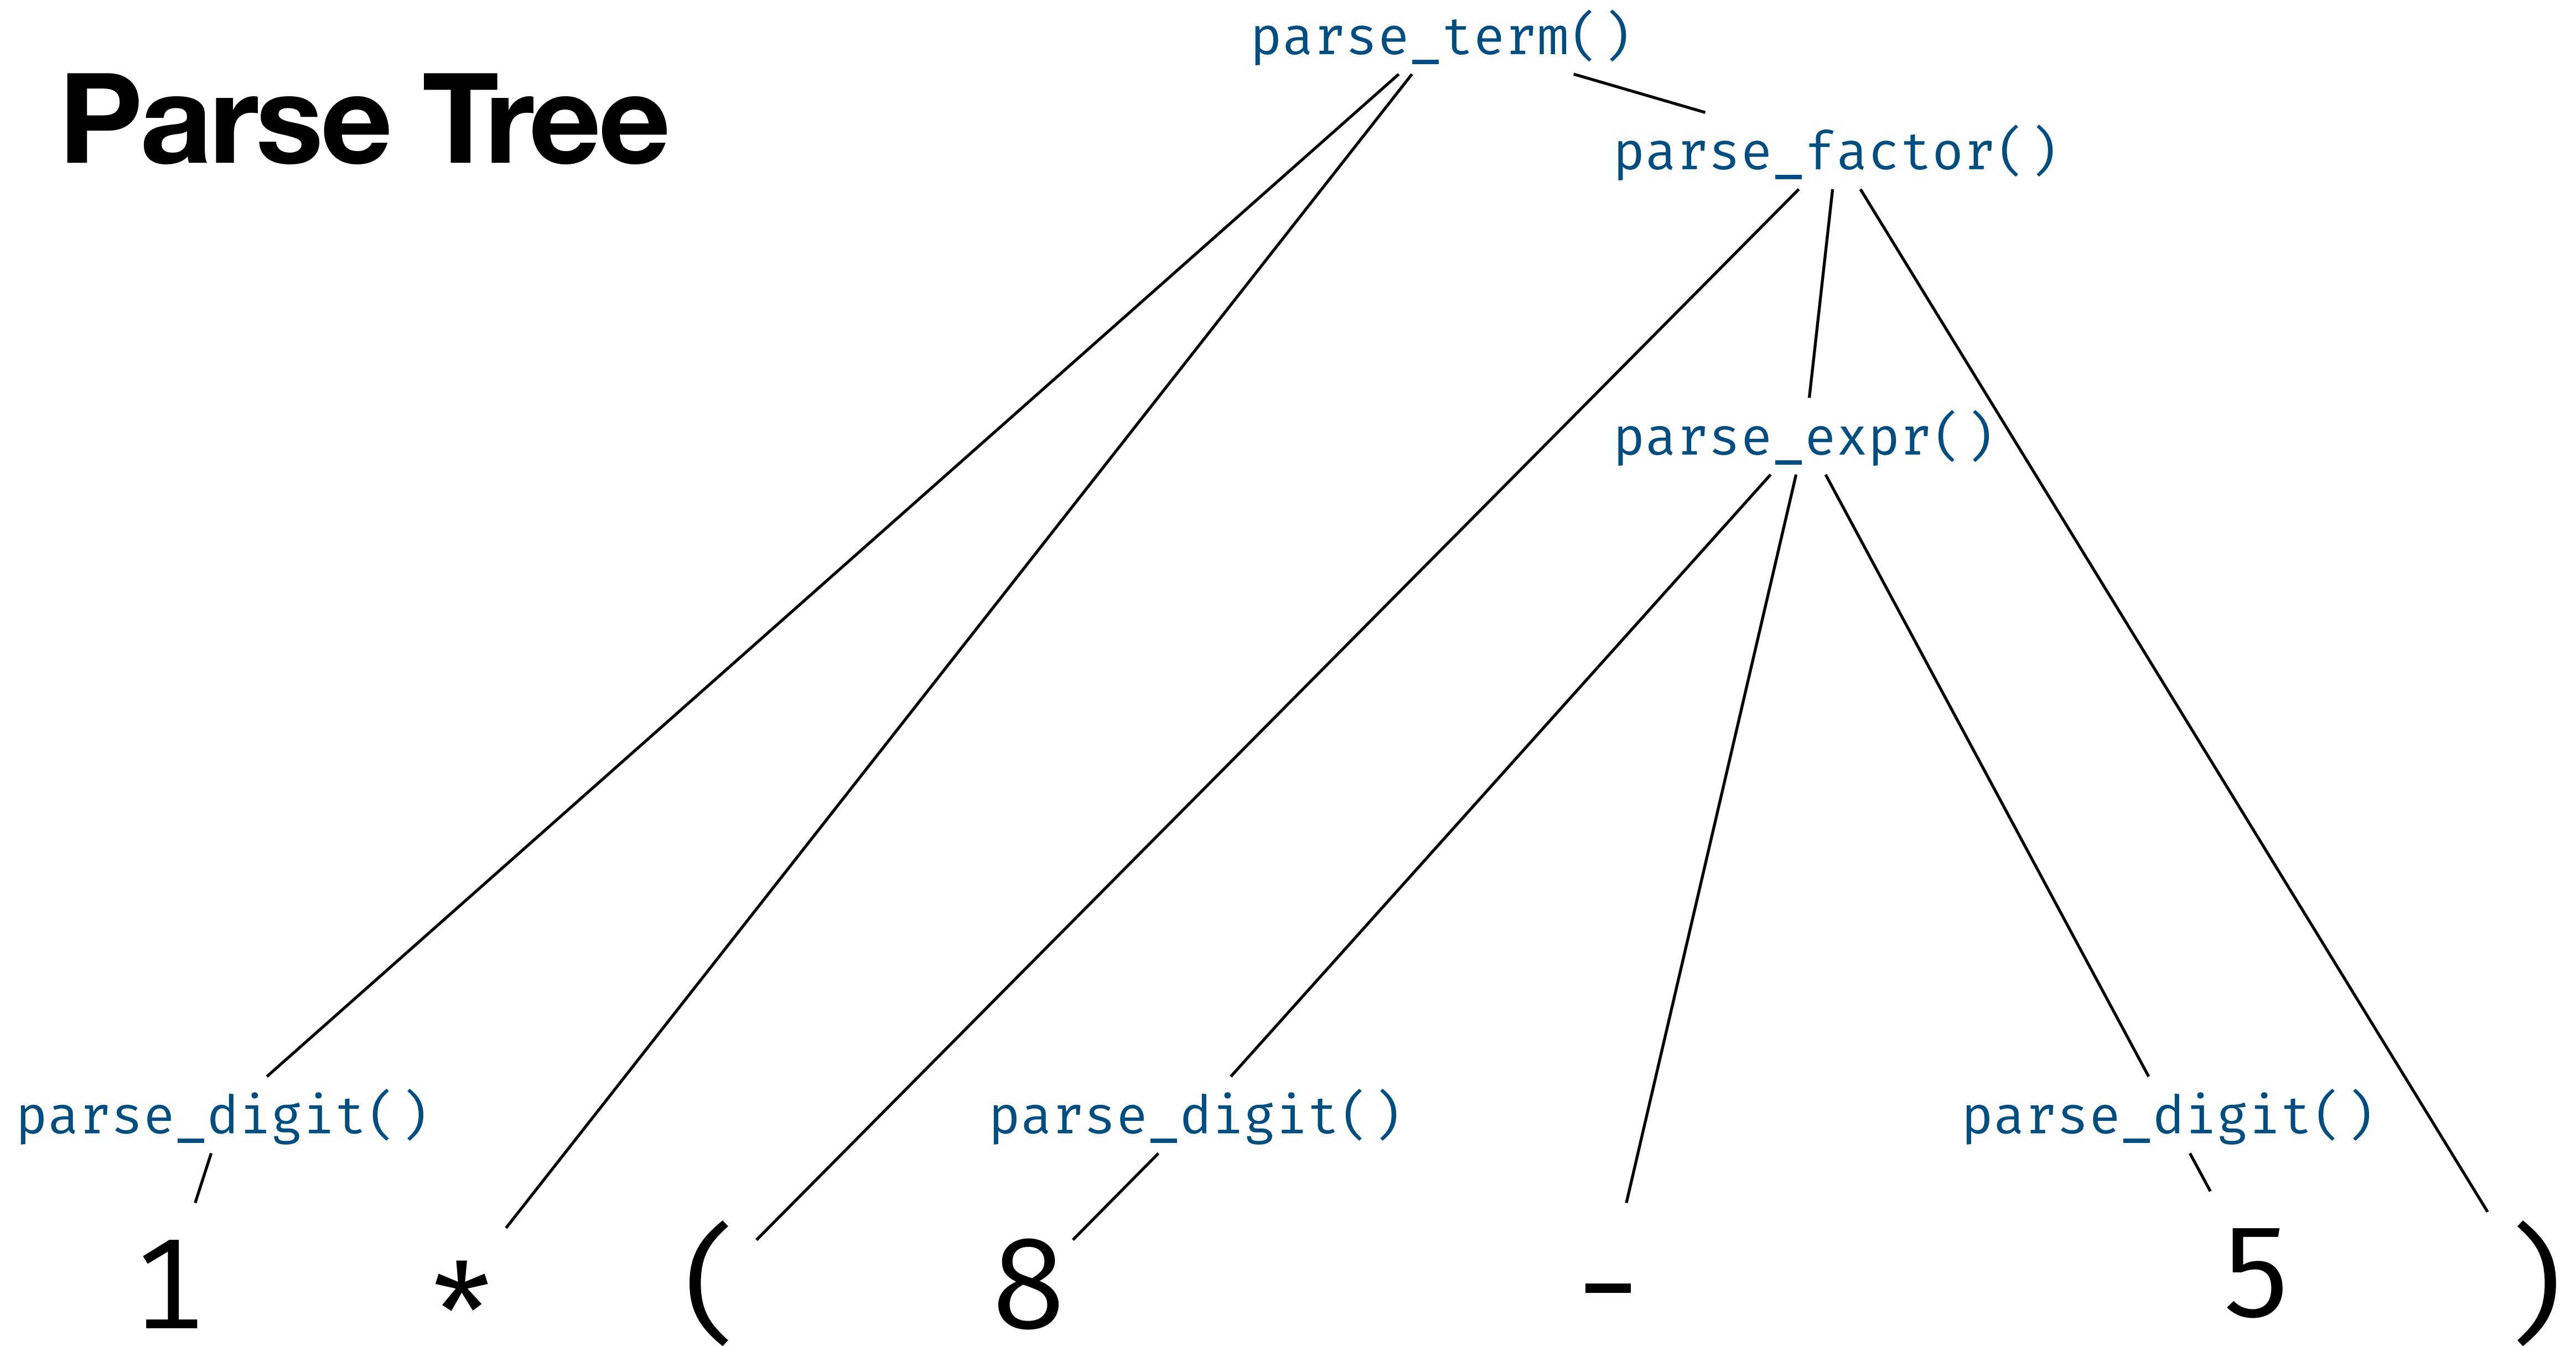 parse_term()
Parse Tree
parse_factor()
parse_expr()
parse_digit() parse_digit() parse_digit()
1 * ( 8 - 5 )